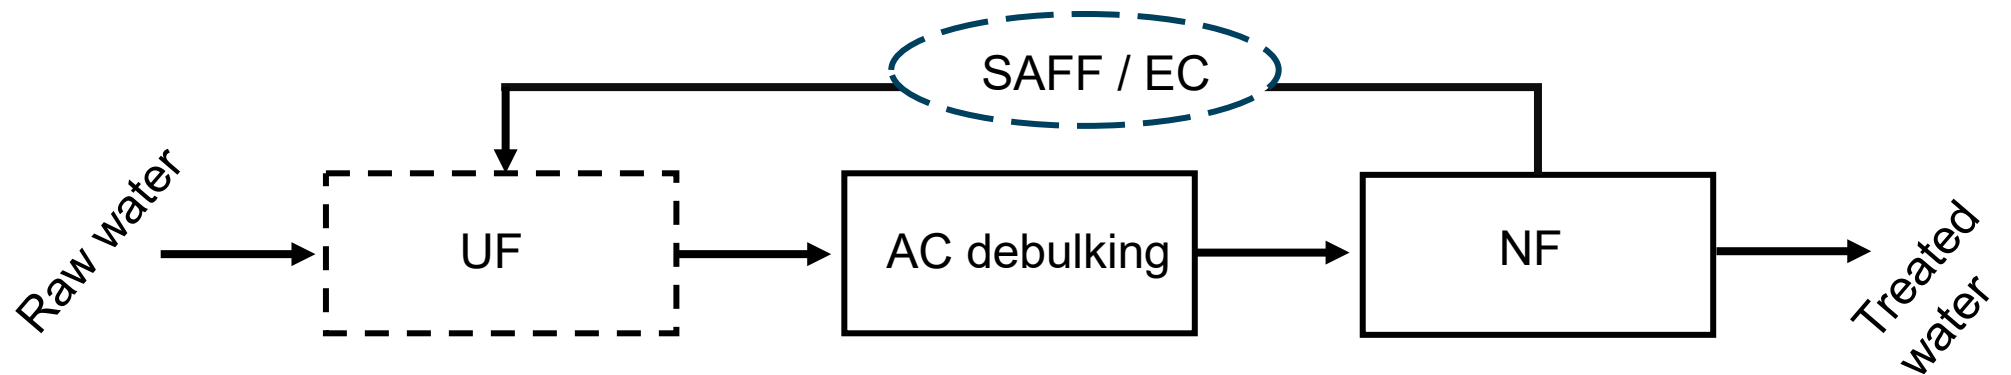 SAFF / EC
Raw water
UF
AC debulking
NF
Treated
water